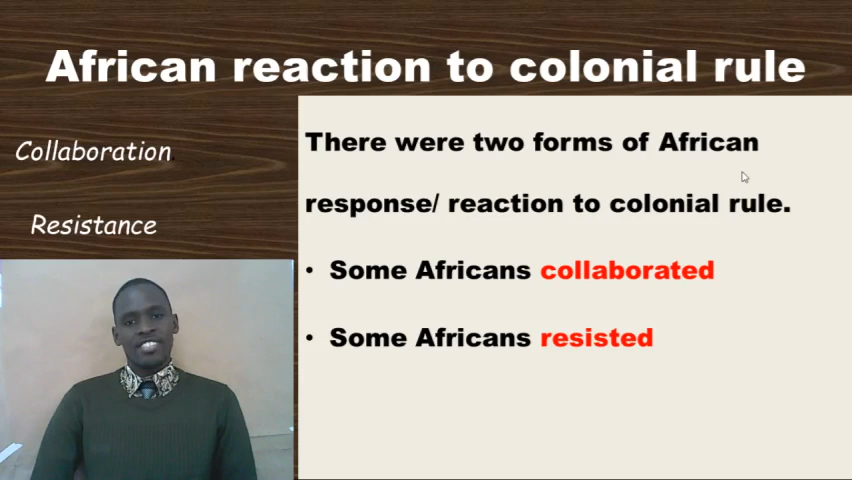 African reaction to colonial rule
Collaboration.
Resistance
There were two forms of African
response/ reaction to colonial rule.
• Some Africans collaborated
• Some Africans resisted